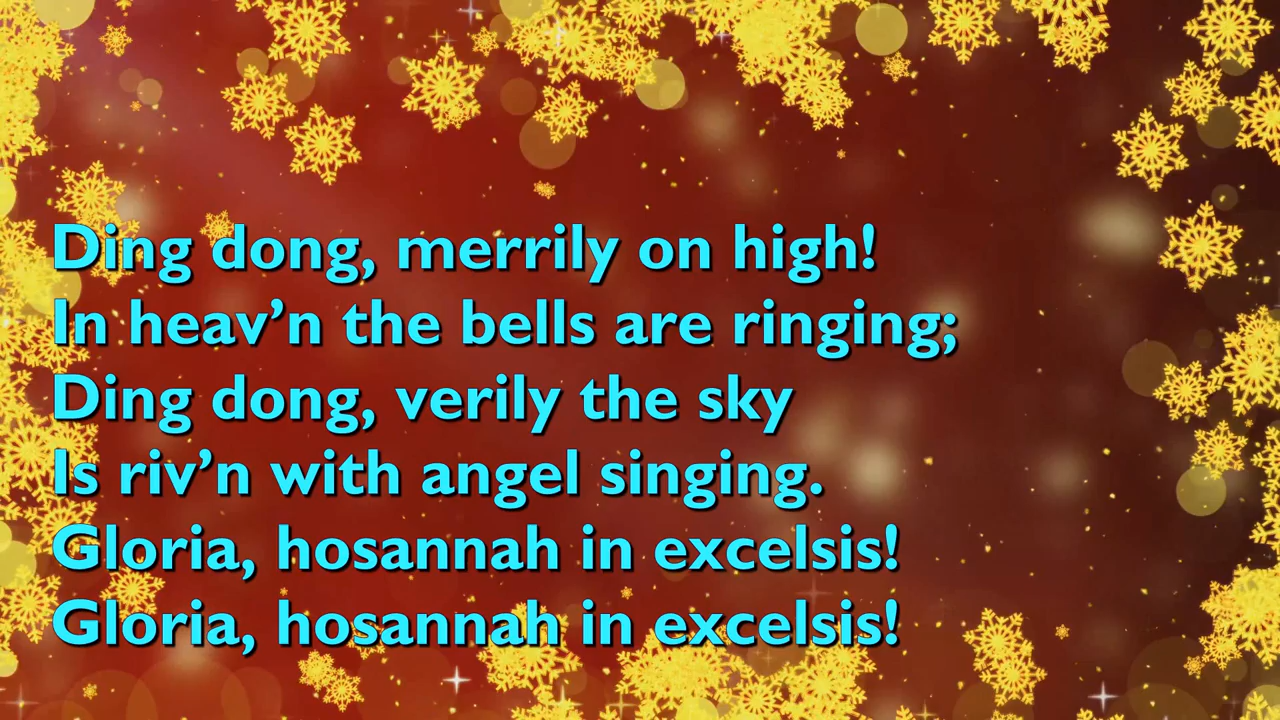 Ding dong, merrily on high!
In heav’n the bells are ringing;
Ding dong, verily the sky
Is riv’n with angel singing.
Gloria, hosannah in excelsis!
Gloria, hosannah in excelsis!